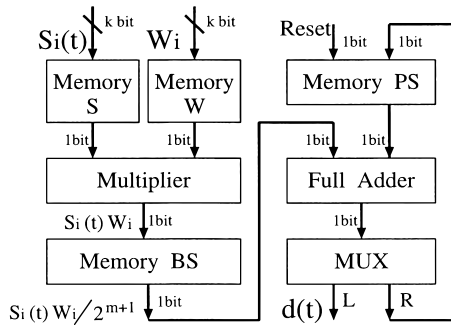 k bit k bit
Si(t) Wi Reset 1bit 1bit
Memory S Memory W Memory PS
1bit 1bit 1bit 1bit
Multiplier Full Adder
Si(t)Wi 1bit 1bit
Memory BS MUX
Si(t)Wi/2^{m+1} 1bit d(t) L R